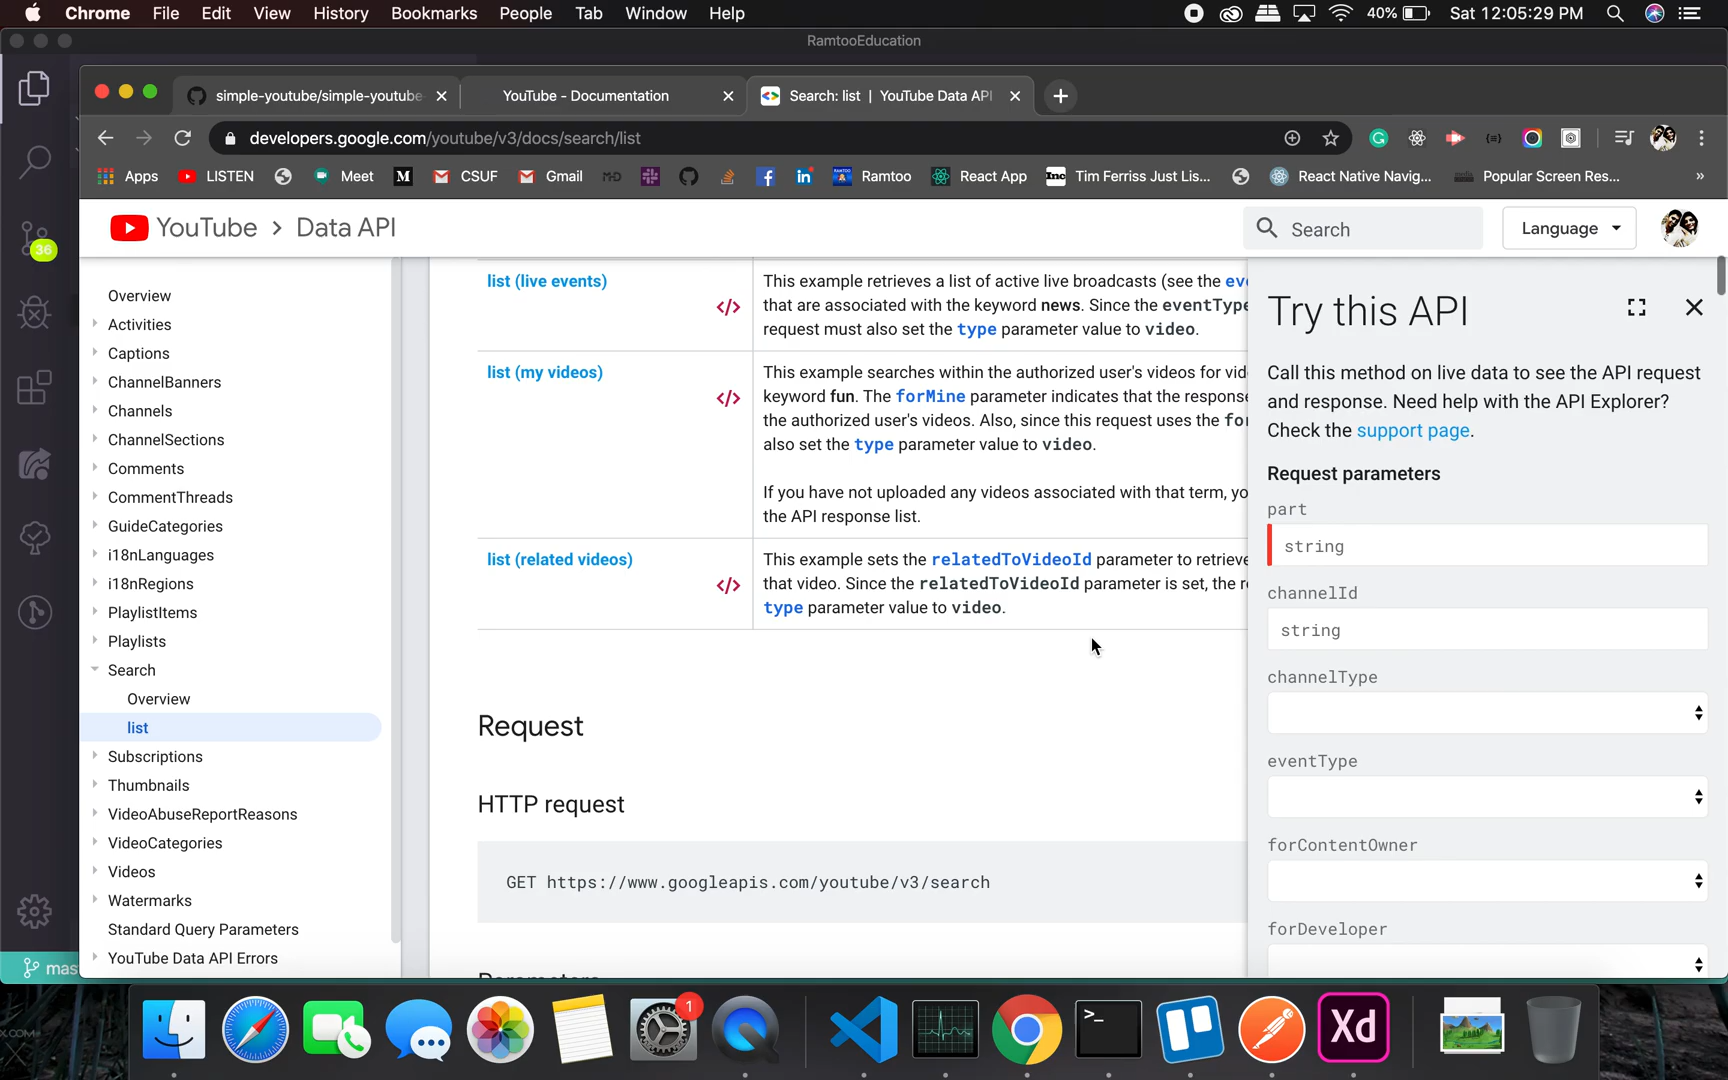 Chrome File Edit View History Bookmarks People Tab Window Help 40% Sat 12:05:29 PM
RamtooEducation
simple-youtube/simple-youtube YouTube - Documentation Search: list | YouTube Data API
developers.google.com/youtube/v3/docs/search/list
Apps LISTEN Meet M CSUF Gmail M-D Ramtoo React App Inc Tim Ferriss Just Lis... React Native Navig... Popular Screen Res... »
YouTube > Data API Search Language
36
Overview
Activities
Captions
ChannelBanners
Channels
ChannelSections
Comments
CommentThreads
GuideCategories
i18nLanguages
i18nRegions
PlaylistItems
Playlists
Search
Overview
list
Subscriptions
Thumbnails
VideoAbuseReportReasons
VideoCategories
Videos
Watermarks
Standard Query Parameters
YouTube Data API Errors
list (live events)
</>
This example retrieves a list of active live broadcasts (see the ev
that are associated with the keyword news. Since the eventType
request must also set the type parameter value to video.
list (my videos)
</>
This example searches within the authorized user's videos for vid
keyword fun. The forMine parameter indicates that the response
the authorized user's videos. Also, since this request uses the fo
also set the type parameter value to video.
If you have not uploaded any videos associated with that term, yo
the API response list.
list (related videos)
</>
This example sets the relatedToVideoId parameter to retrieve
that video. Since the relatedToVideoId parameter is set, the r
type parameter value to video.
Request
HTTP request
GET https://www.googleapis.com/youtube/v3/search
Parameters
Try this API
Call this method on live data to see the API request
and response. Need help with the API Explorer?
Check the support page.
Request parameters
part
string
channelId
string
channelType
eventType
forContentOwner
forDeveloper
mas
1
>_
Xd